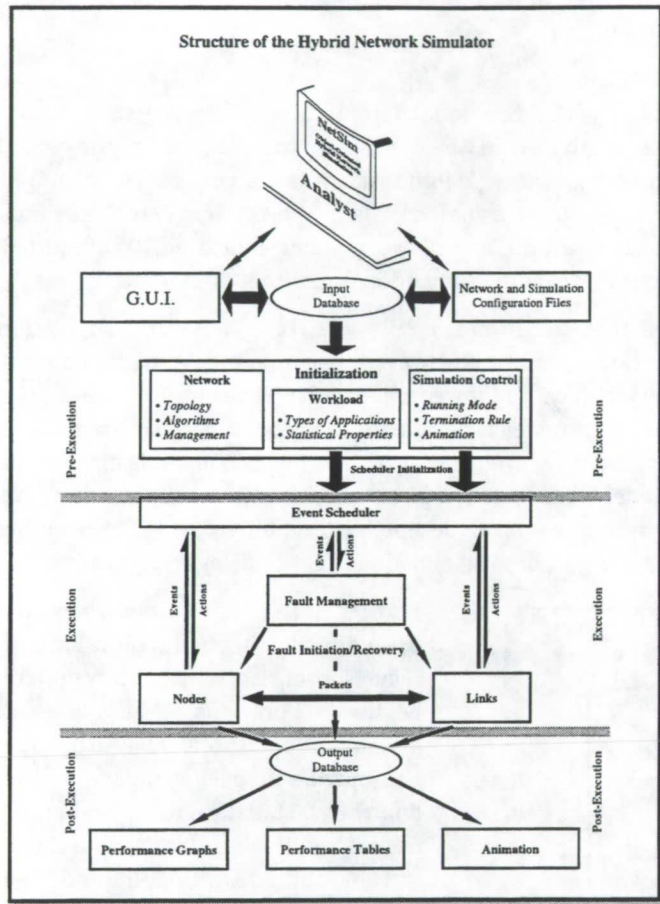 Structure of the Hybrid Network Simulator
NetSim
Analyst
G.U.I.
Input
Database
Network and Simulation
Configuration Files
Initialization
Network
• Topology
• Algorithms
• Management
Workload
• Types of Applications
• Statistical Properties
Simulation Control
• Running Mode
• Termination Rule
• Animation
Pre-Execution
Pre-Execution
Scheduler Initialization
Event Scheduler
Events
Actions
Events
Actions
Events
Actions
Fault Management
Execution
Execution
Fault Initiation/Recovery
Packets
Nodes
Links
Output
Database
Post-Execution
Post-Execution
Performance Graphs
Performance Tables
Animation